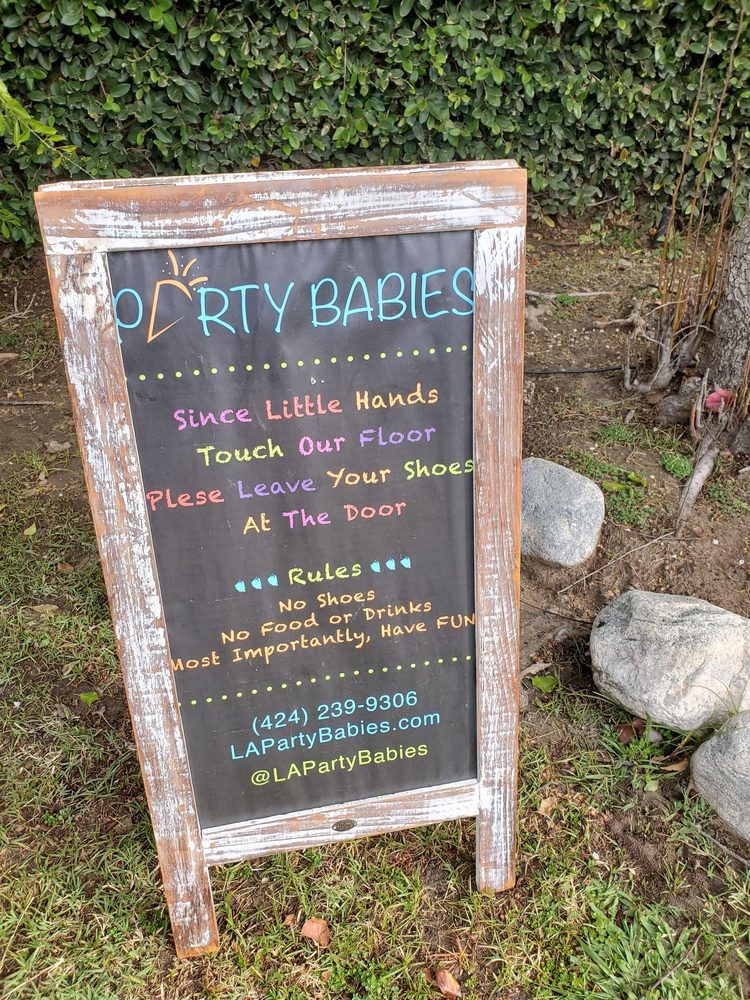 PARTY BABIES
Since Little Hands
Touch Our Floor
Plese Leave Your Shoes
At The Door
Rules
No Shoes
No Food or Drinks
Most Importantly, Have FUN
(424) 239-9306
LAPartyBabies.com
@LAPartyBabies